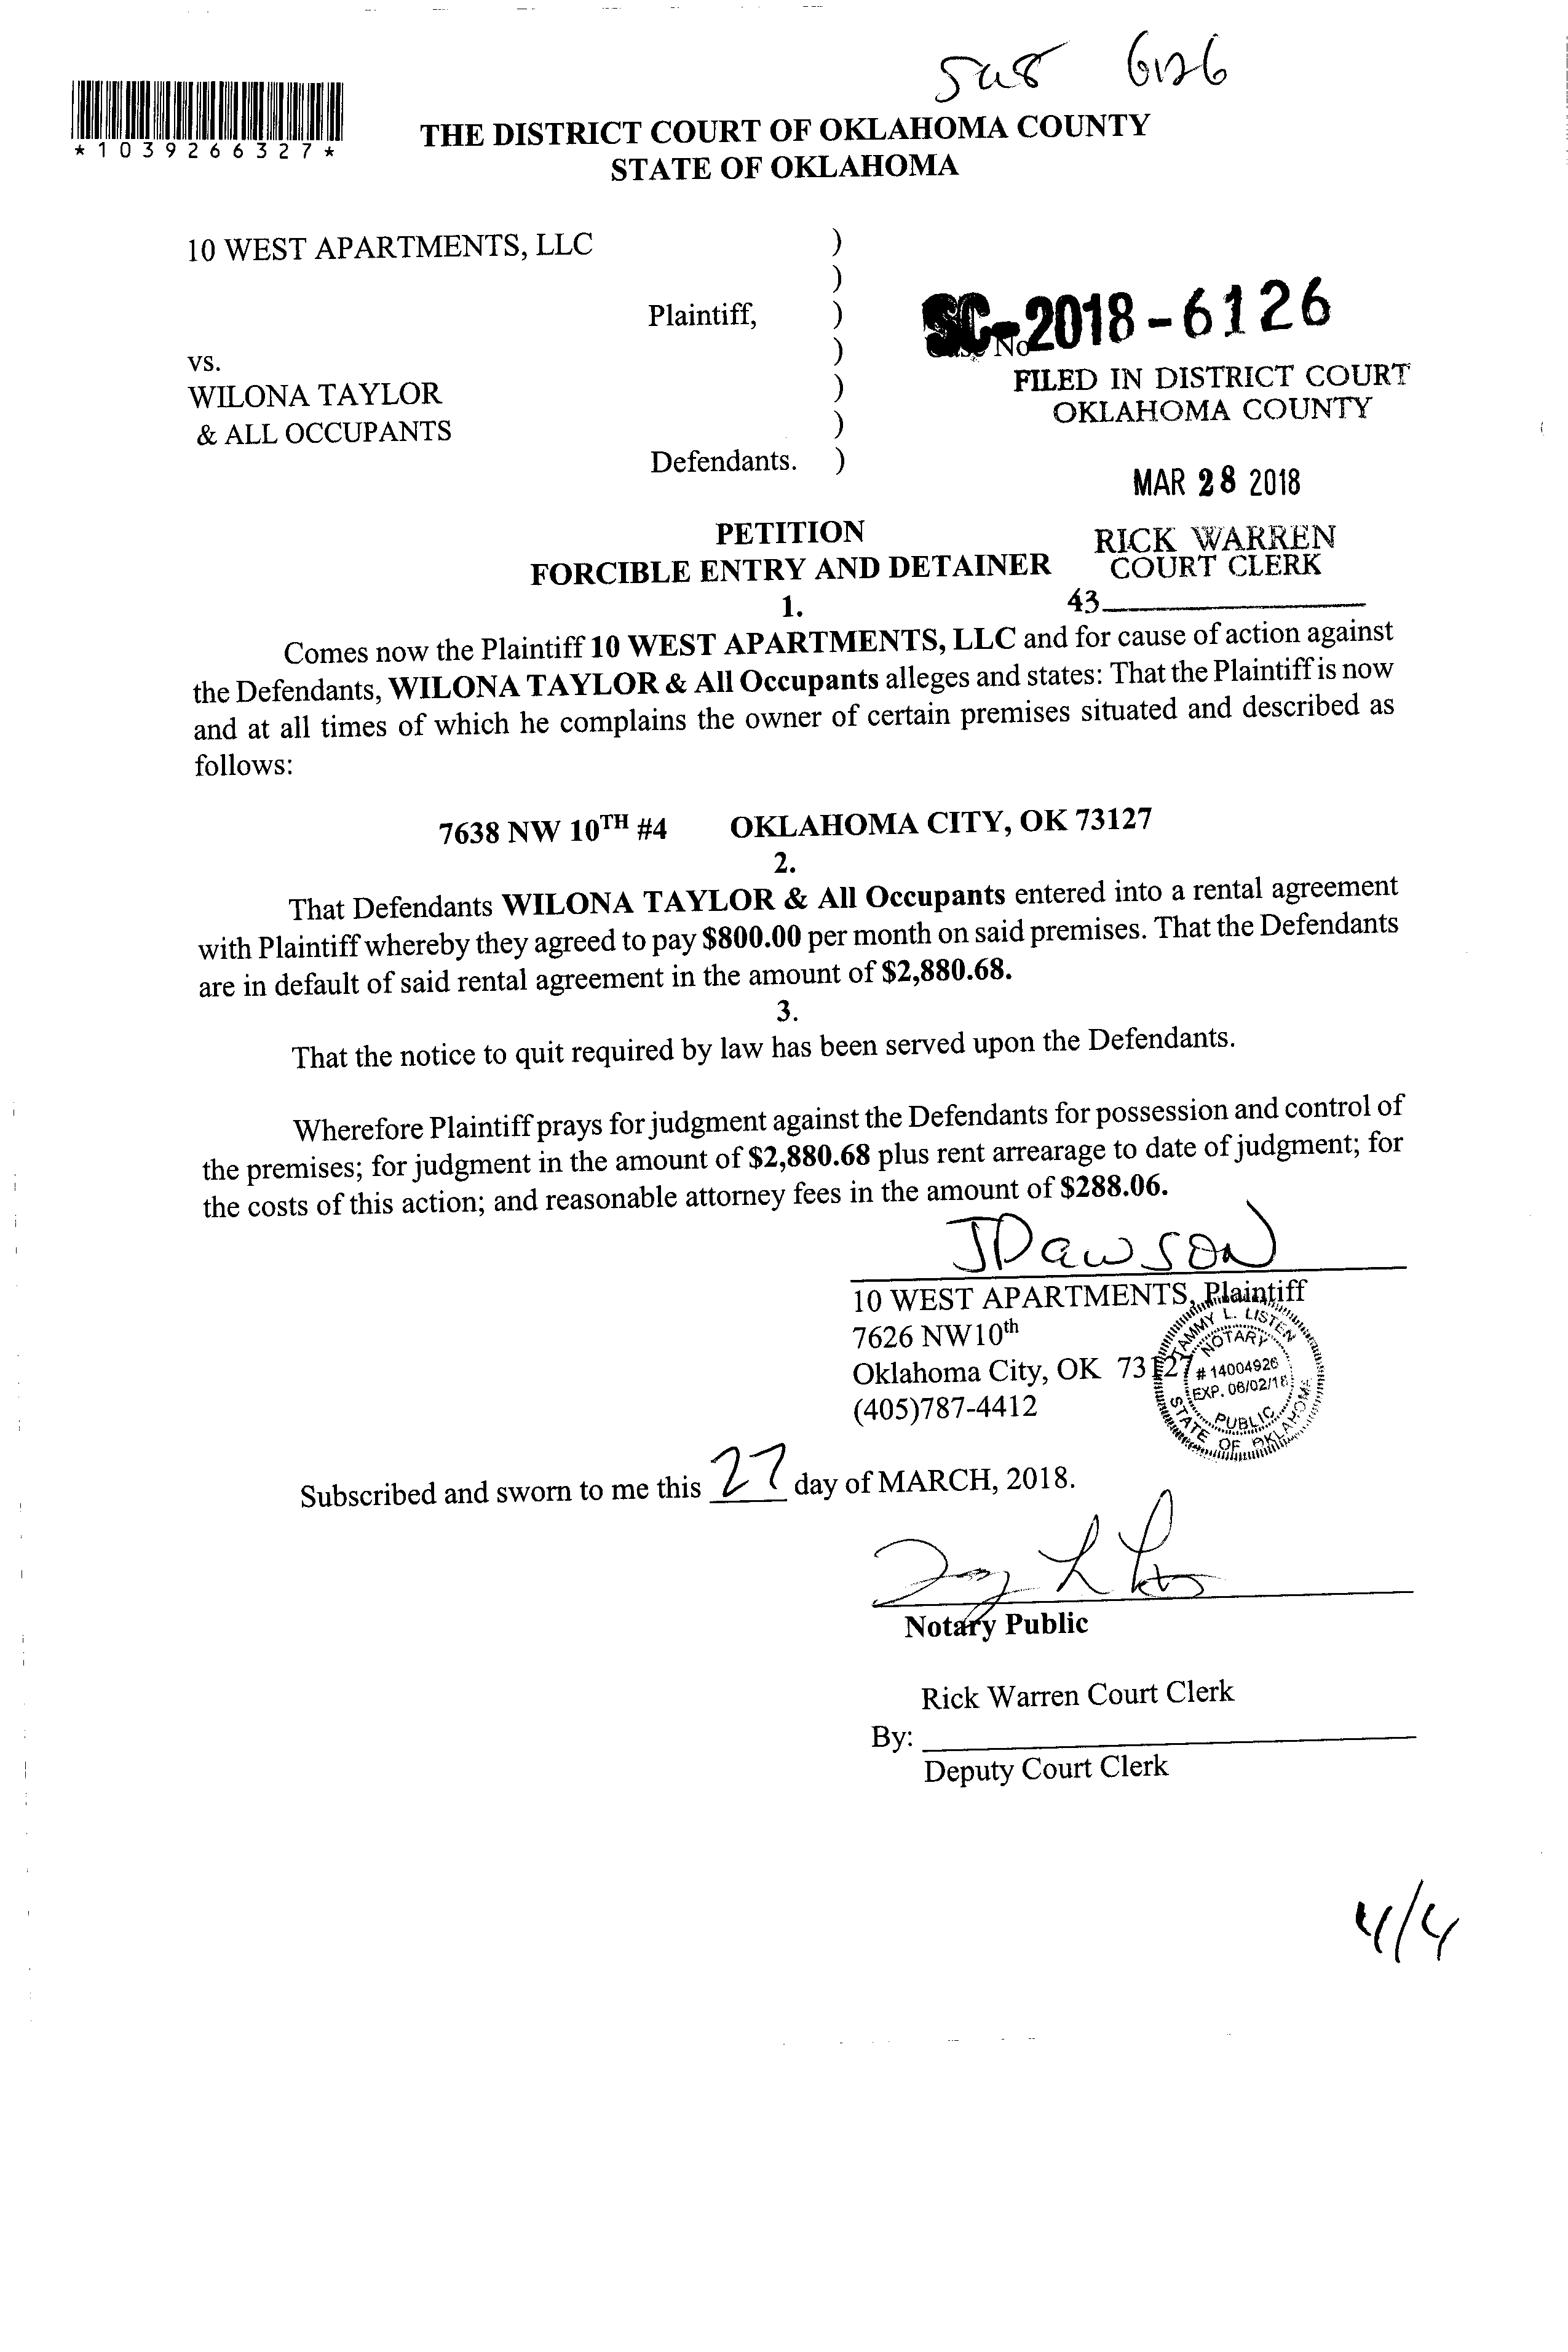 6126
*1039266327*
THE DISTRICT COURT OF OKLAHOMA COUNTY
STATE OF OKLAHOMA
10 WEST APARTMENTS, LLC )
)
Plaintiff, )
)
vs.
WILONA TAYLOR )
& ALL OCCUPANTS )
Defendants. )
SC-2018-6126
Case No
FILED IN DISTRICT COURT
OKLAHOMA COUNTY
MAR 28 2018
RICK WARREN
COURT CLERK
43
PETITION
FORCIBLE ENTRY AND DETAINER
1.
Comes now the Plaintiff 10 WEST APARTMENTS, LLC and for cause of action against
the Defendants, WILONA TAYLOR & All Occupants alleges and states: That the Plaintiff is now
and at all times of which he complains the owner of certain premises situated and described as
follows:
7638 NW 10TH #4 OKLAHOMA CITY, OK 73127
2.
That Defendants WILONA TAYLOR & All Occupants entered into a rental agreement
with Plaintiff whereby they agreed to pay $800.00 per month on said premises. That the Defendants
are in default of said rental agreement in the amount of $2,880.68.
3.
That the notice to quit required by law has been served upon the Defendants.
Wherefore Plaintiff prays for judgment against the Defendants for possession and control of
the premises; for judgment in the amount of $2,880.68 plus rent arrearage to date of judgment; for
the costs of this action; and reasonable attorney fees in the amount of $288.06.
JDawson
10 WEST APARTMENTS, Plaintiff
7626 NW10th
Oklahoma City, OK 73127
(405)787-4412
TAMMY L. LISTEN
NOTARY
# 14004926
EXP. 06/02/18
PUBLIC
STATE OF OKLAHOMA
Subscribed and sworn to me this 27 day of MARCH, 2018.
Notary Public
Rick Warren Court Clerk
By:
Deputy Court Clerk
4/4